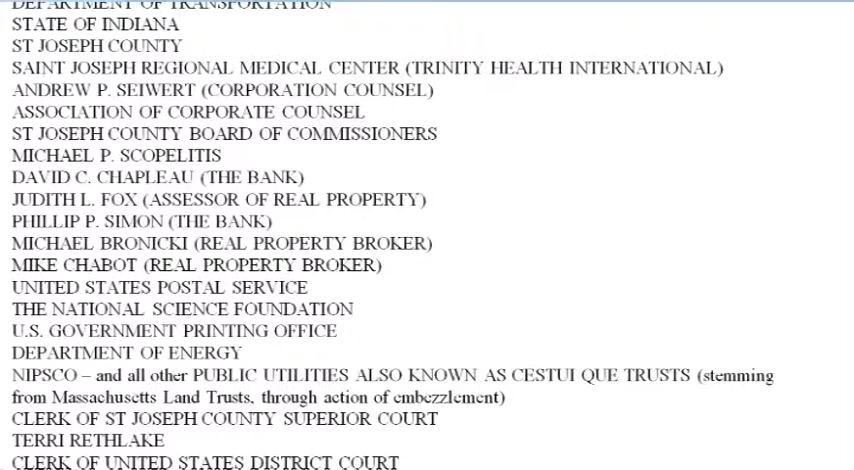 DEPARTMENT OF TRANSPORTATION
STATE OF INDIANA
ST JOSEPH COUNTY
SAINT JOSEPH REGIONAL MEDICAL CENTER (TRINITY HEALTH INTERNATIONAL)
ANDREW P. SEIWERT (CORPORATION COUNSEL)
ASSOCIATION OF CORPORATE COUNSEL
ST JOSEPH COUNTY BOARD OF COMMISSIONERS
MICHAEL P. SCOPELITIS
DAVID C. CHAPLEAU (THE BANK)
JUDITH L. FOX (ASSESSOR OF REAL PROPERTY)
PHILLIP P. SIMON (THE BANK)
MICHAEL BRONICKI (REAL PROPERTY BROKER)
MIKE CHABOT (REAL PROPERTY BROKER)
UNITED STATES POSTAL SERVICE
THE NATIONAL SCIENCE FOUNDATION
U.S. GOVERNMENT PRINTING OFFICE
DEPARTMENT OF ENERGY
NIPSCO – and all other PUBLIC UTILITIES ALSO KNOWN AS CESTUI QUE TRUSTS (stemming
from Massachusetts Land Trusts, through action of embezzlement)
CLERK OF ST JOSEPH COUNTY SUPERIOR COURT
TERRI RETHLAKE
CLERK OF UNITED STATES DISTRICT COURT